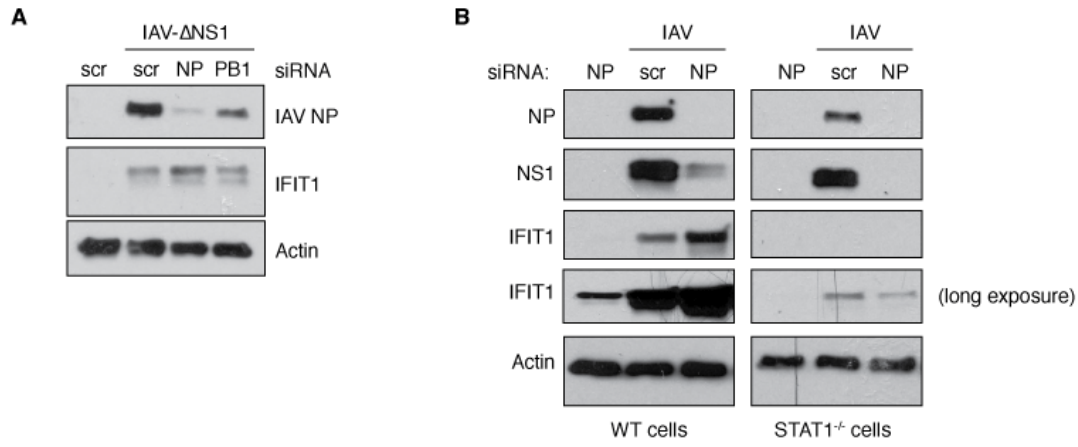 A
IAV-ΔNS1
scr scr NP PB1 siRNA
IAV NP
IFIT1
Actin
B
IAV IAV
siRNA: NP scr NP NP scr NP
NP
NS1
IFIT1
IFIT1 (long exposure)
Actin
WT cells STAT1-/- cells